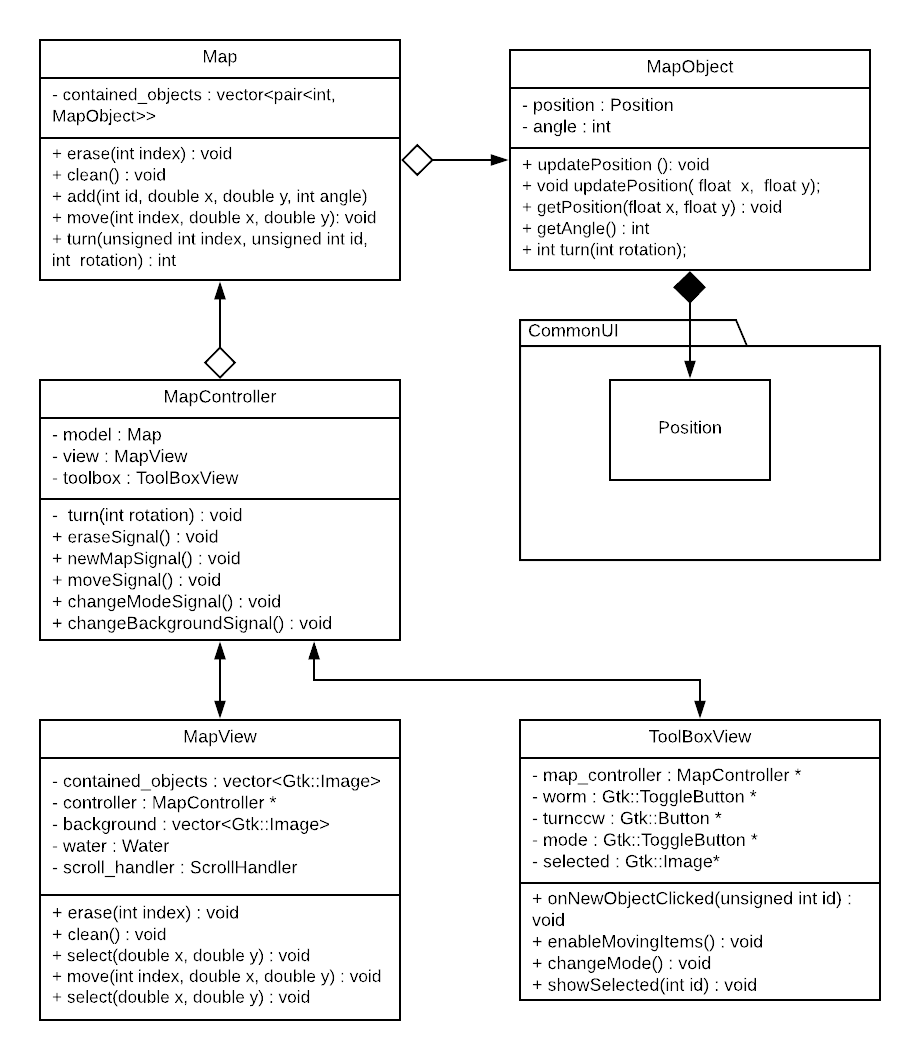 Map
- contained_objects : vector<pair<int,
MapObject>>
+ erase(int index) : void
+ clean() : void
+ add(int id, double x, double y, int angle)
+ move(int index, double x, double y): void
+ turn(unsigned int index, unsigned int id,
int  rotation) : int
MapObject
- position : Position
- angle : int
+ updatePosition (): void
+ void updatePosition( float  x,  float y);
+ getPosition(float x, float y) : void
+ getAngle() : int
+ int turn(int rotation);
CommonUI
Position
MapController
- model : Map
- view : MapView
- toolbox : ToolBoxView
-  turn(int rotation) : void
+ eraseSignal() : void
+ newMapSignal() : void
+ moveSignal() : void
+ changeModeSignal() : void
+ changeBackgroundSignal() : void
MapView
- contained_objects : vector<Gtk::Image>
- controller : MapController *
- background : vector<Gtk::Image>
- water : Water
- scroll_handler : ScrollHandler
+ erase(int index) : void
+ clean() : void
+ select(double x, double y) : void
+ move(int index, double x, double y) : void
+ select(double x, double y) : void
ToolBoxView
- map_controller : MapController *
- worm : Gtk::ToggleButton *
- turnccw : Gtk::Button *
- mode : Gtk::ToggleButton *
- selected : Gtk::Image*
+ onNewObjectClicked(unsigned int id) :
void
+ enableMovingItems() : void
+ changeMode() : void
+ showSelected(int id) : void